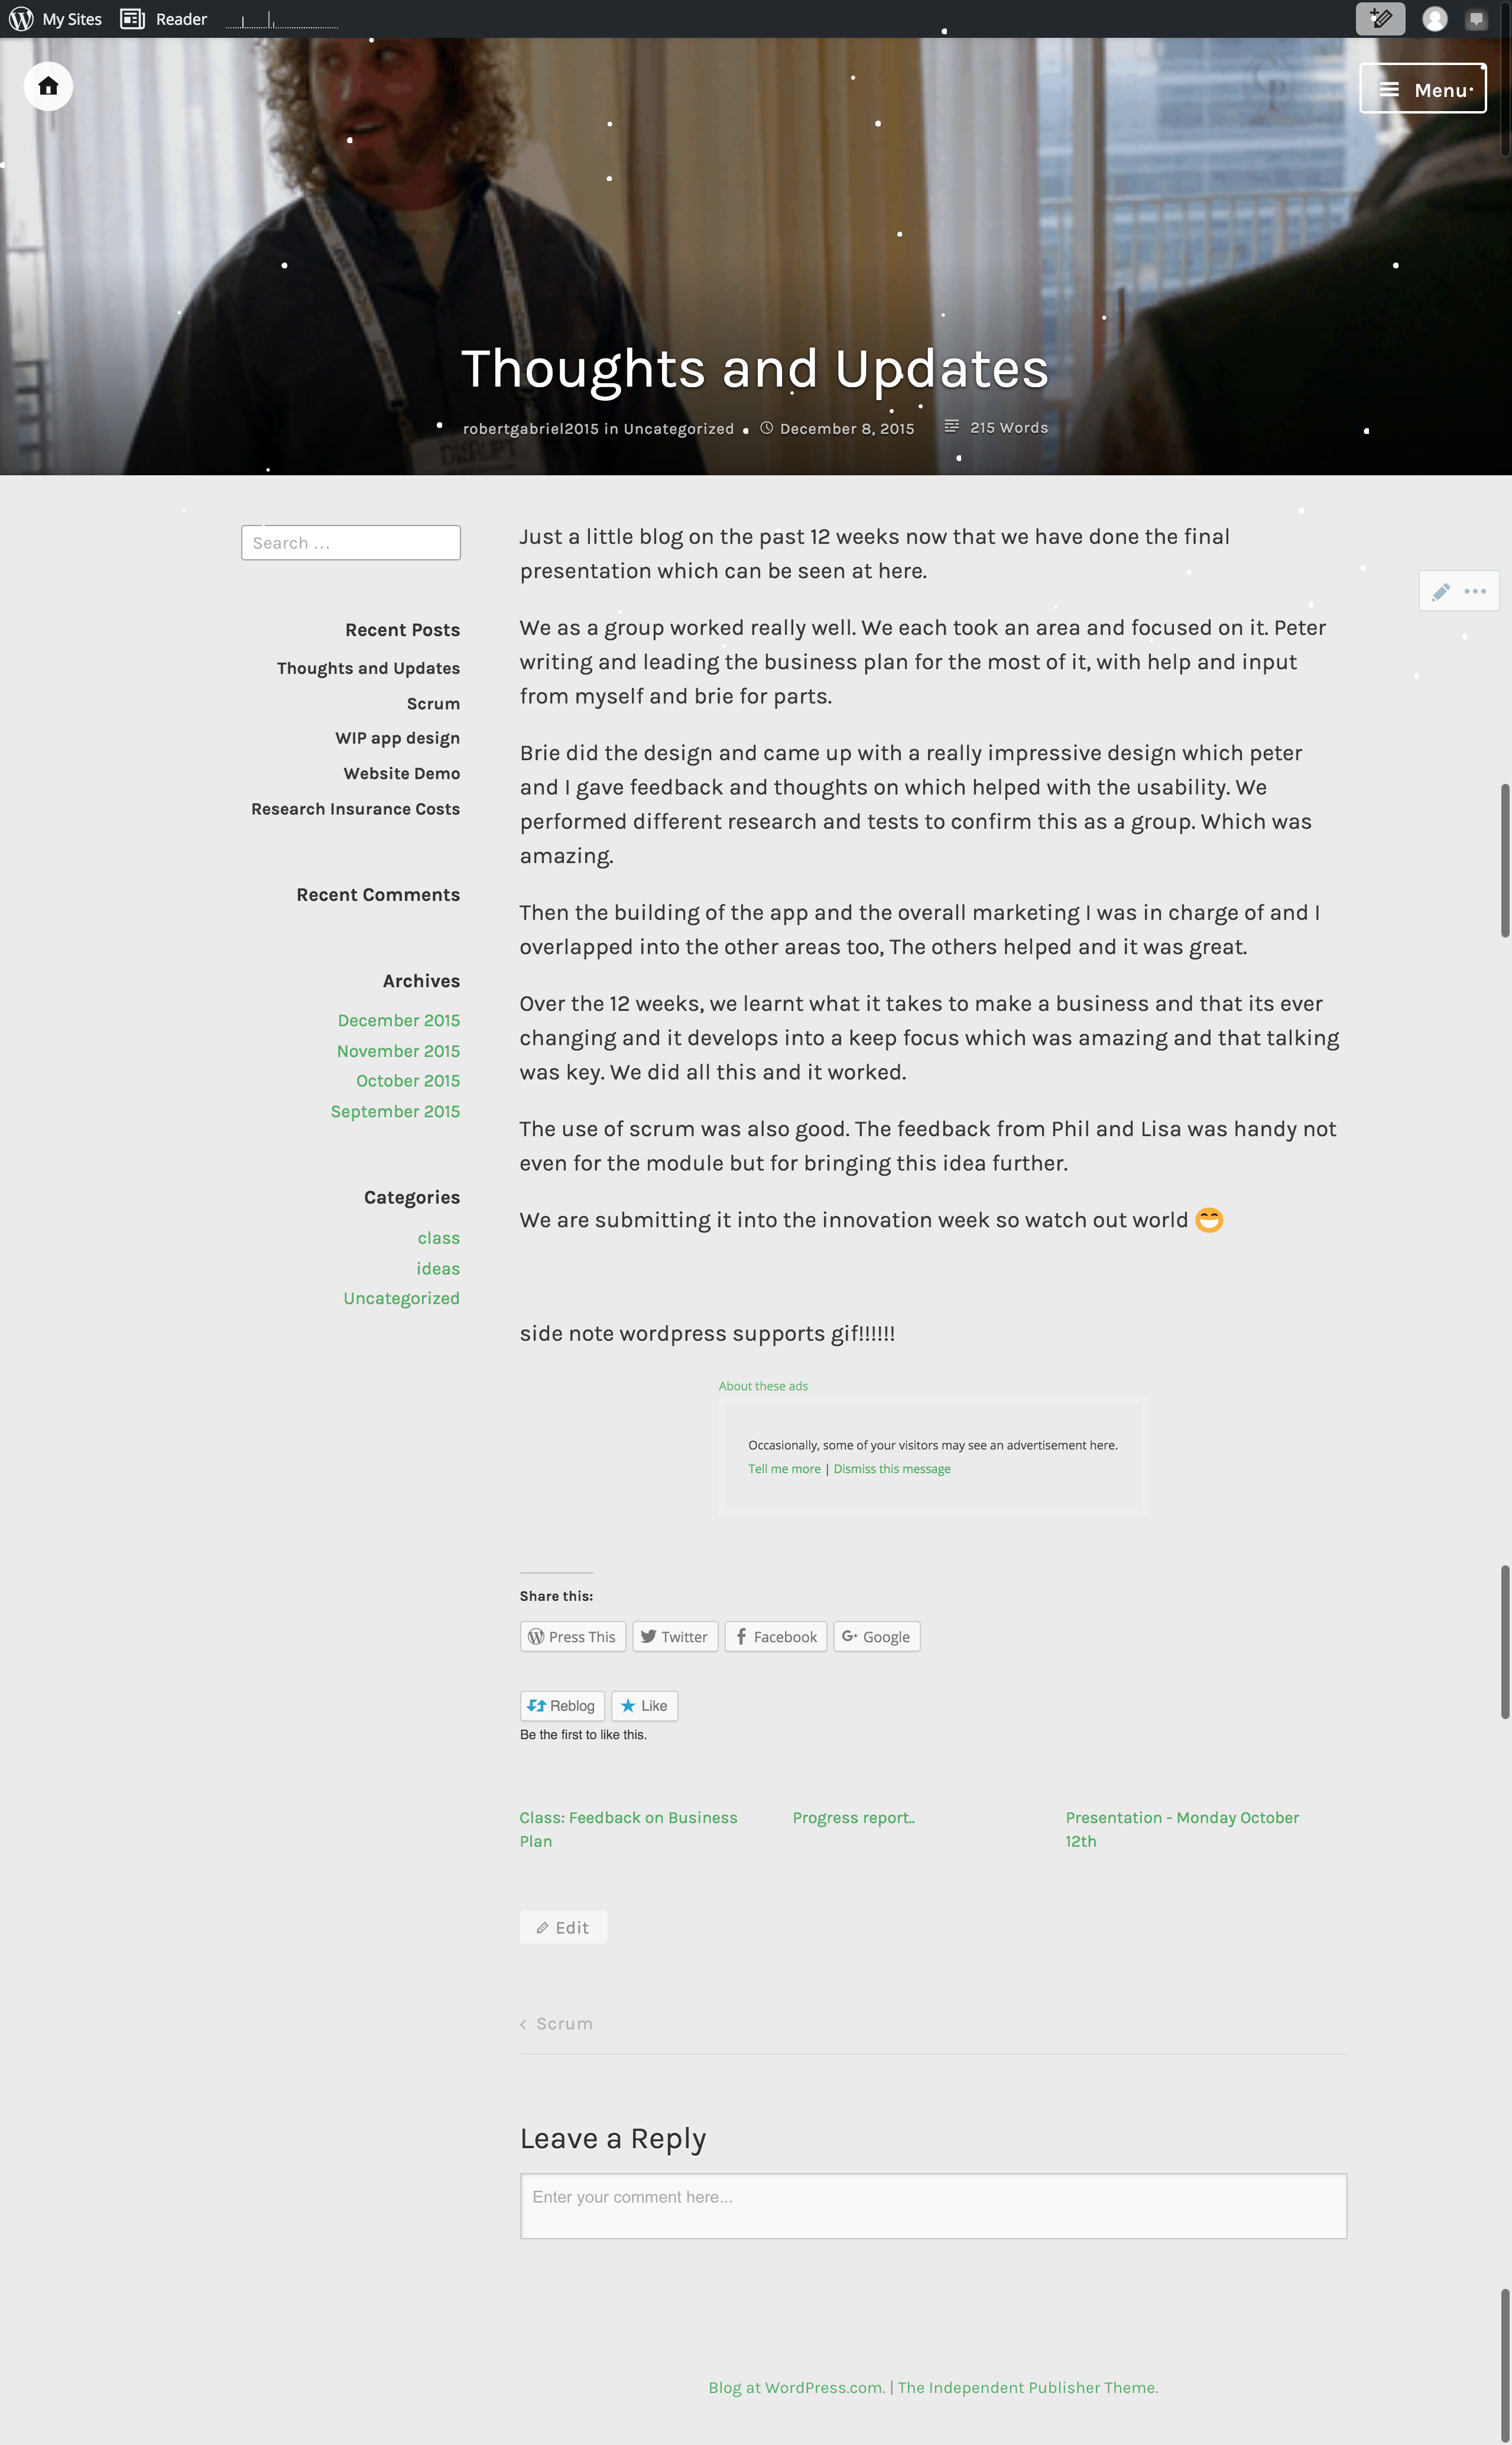 My Sites
Reader
Menu
Thoughts and Updates
robertgabriel2015 in Uncategorized
December 8, 2015
215 Words
Search ...
Recent Posts
Thoughts and Updates
Scrum
WIP app design
Website Demo
Research Insurance Costs
Recent Comments
Archives
December 2015
November 2015
October 2015
September 2015
Categories
class
ideas
Uncategorized
Just a little blog on the past 12 weeks now that we have done the final
presentation which can be seen at here.
We as a group worked really well. We each took an area and focused on it. Peter
writing and leading the business plan for the most of it, with help and input
from myself and brie for parts.
Brie did the design and came up with a really impressive design which peter
and I gave feedback and thoughts on which helped with the usability. We
performed different research and tests to confirm this as a group. Which was
amazing.
Then the building of the app and the overall marketing I was in charge of and I
overlapped into the other areas too, The others helped and it was great.
Over the 12 weeks, we learnt what it takes to make a business and that its ever
changing and it develops into a keep focus which was amazing and that talking
was key. We did all this and it worked.
The use of scrum was also good. The feedback from Phil and Lisa was handy not
even for the module but for bringing this idea further.
We are submitting it into the innovation week so watch out world 😁
side note wordpress supports gif!!!!!!
About these ads
Occasionally, some of your visitors may see an advertisement here.
Tell me more | Dismiss this message
Share this:
Press This
Twitter
Facebook
Google
Reblog
Like
Be the first to like this.
Class: Feedback on Business
Plan
Progress report..
Presentation - Monday October
12th
Edit
< Scrum
Leave a Reply
Enter your comment here...
Blog at WordPress.com. | The Independent Publisher Theme.